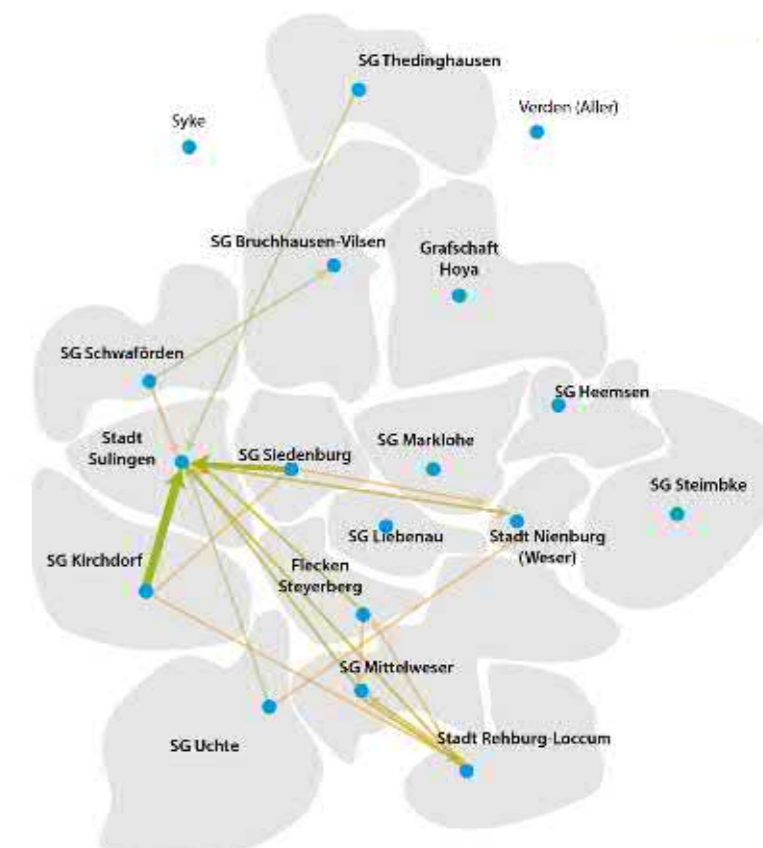 SG Thedinghausen
Syke
Verden (Aller)
SG Bruchhausen-Vilsen
Grafschaft
Hoya
SG Schwaförden
SG Heemsen
Stadt
Sulingen
SG Siedenburg
SG Marklohe
SG Steimbke
SG Liebenau
Stadt Nienburg
(Weser)
SG Kirchdorf
Flecken
Steyerberg
SG Mittelweser
SG Uchte
Stadt Rehburg-Loccum